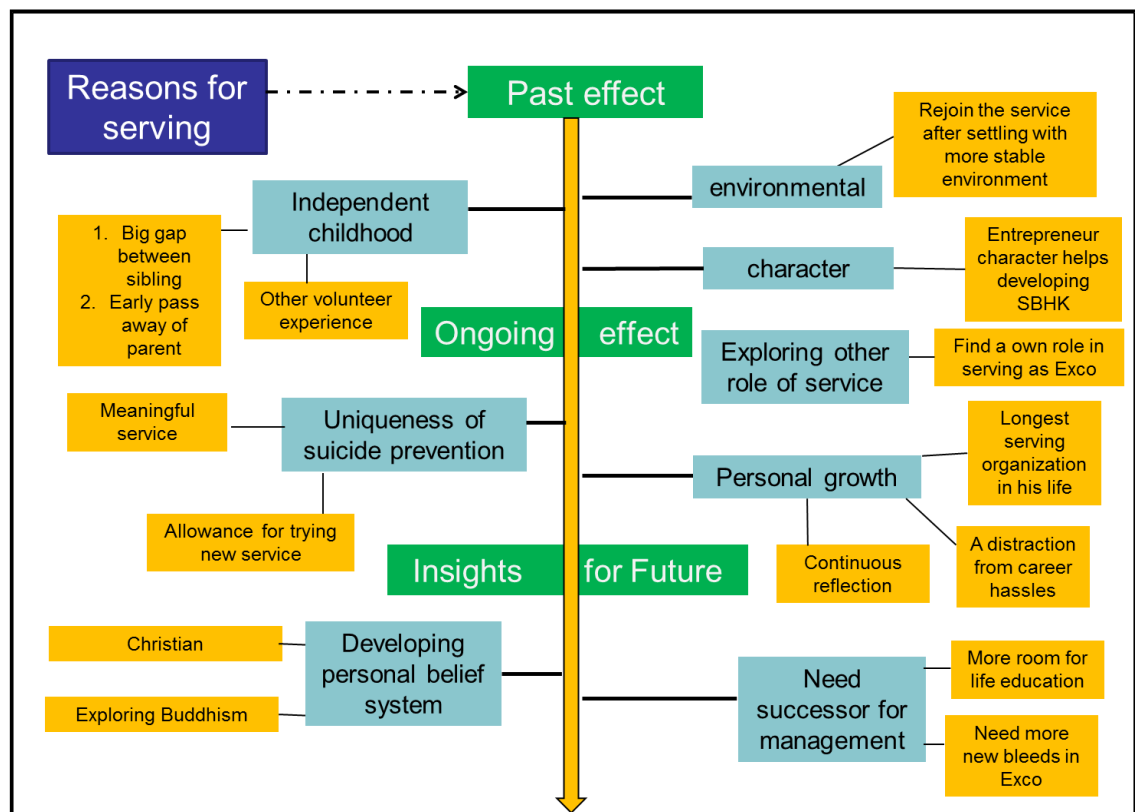 Reasons for
serving
Past effect
Rejoin the service
after settling with
more stable
environment
environmental
Independent
childhood
1. Big gap
between
sibling
2. Early pass
away of
parent
Other volunteer
experience
character
Entrepreneur
character helps
developing
SBHK
Ongoing effect
Exploring other
role of service
Find a own role in
serving as Exco
Meaningful
service
Uniqueness of
suicide prevention
Allowance for trying
new service
Personal growth
Longest
serving
organization
in his life
Continuous
reflection
A distraction
from career
hassles
Insights for Future
Christian
Developing
personal belief
system
Exploring Buddhism
Need
successor for
management
More room for
life education
Need more
new bleeds in
Exco